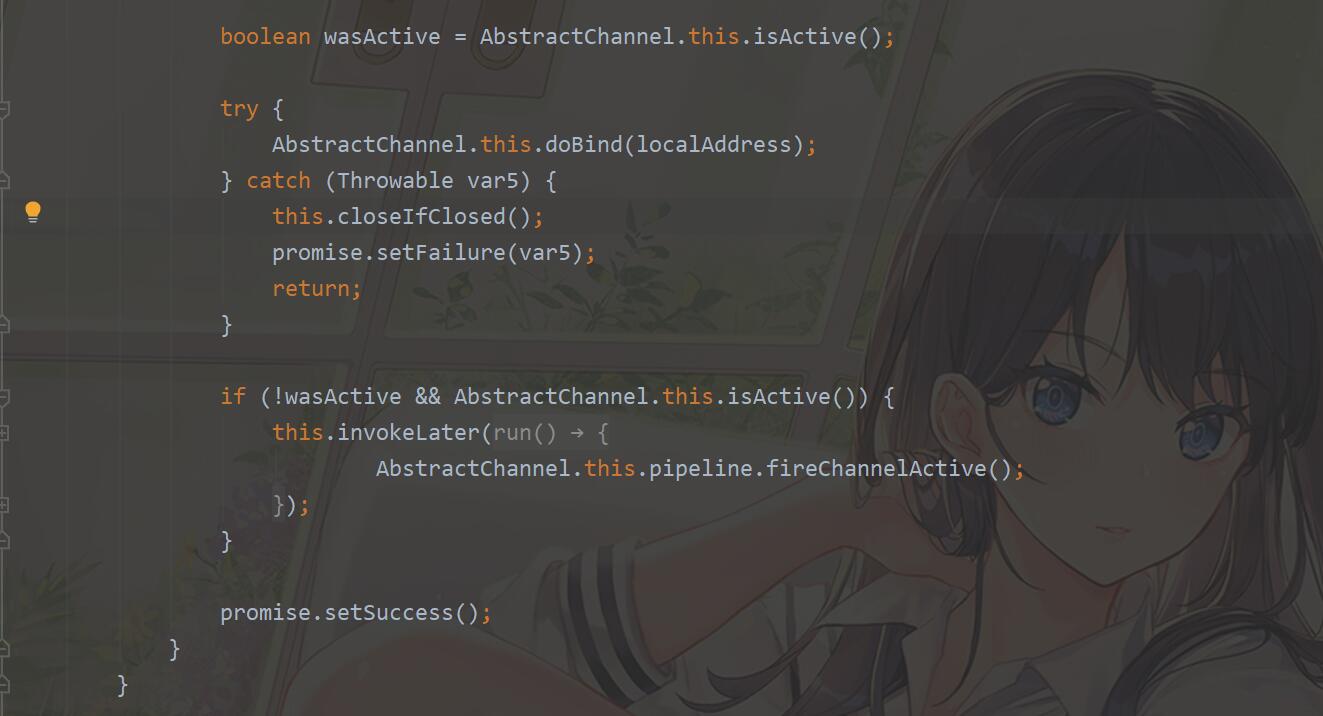 boolean wasActive = AbstractChannel.this.isActive();
try {
AbstractChannel.this.doBind(localAddress);
} catch (Throwable var5) {
this.closeIfClosed();
promise.setFailure(var5);
return;
}
if (!wasActive && AbstractChannel.this.isActive()) {
this.invokeLater(run() → {
AbstractChannel.this.pipeline.fireChannelActive();
});
}
promise.setSuccess();
}
}